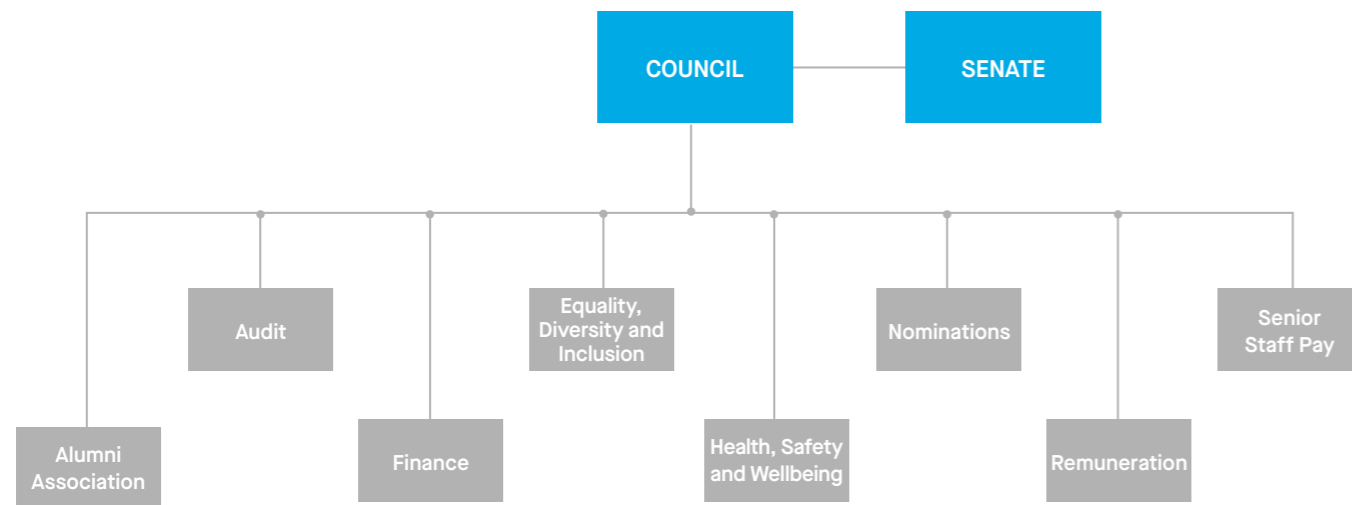 COUNCIL
SENATE
Audit
Equality,
Diversity and
Inclusion
Nominations
Senior
Staff Pay
Alumni
Association
Finance
Health, Safety
and Wellbeing
Remuneration